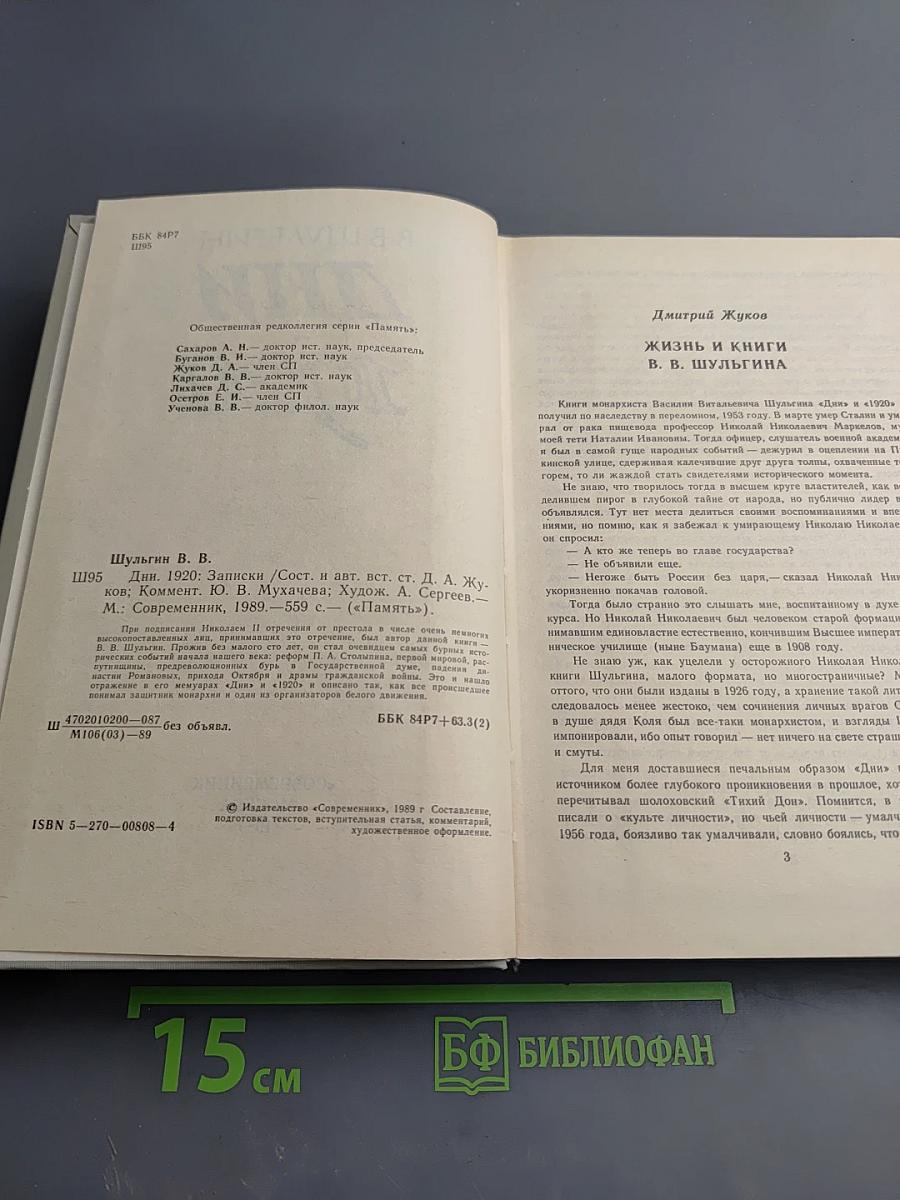 ББК 84Р7
Ш95
Общественная редколлегия серии «Память»:
Сахаров А. Н.— доктор ист. наук, председатель
Буганов В. И.— доктор ист. наук
Жуков Д. А.— член СП
Каргалов В. В.— доктор ист. наук
Лихачев Д. С.— академик
Осетров Е. И.— член СП
Ученова В. В.— доктор филол. наук
Шульгин В. В.
Ш95 Дни. 1920: Записки /Сост. и авт. вст. ст. Д. А. Жу-
ков; Коммент. Ю. В. Мухачева; Худож. А. Сергеев.—
М.: Современник, 1989.—559 с.— («Память»).
При подписании Николаем II отречения от престола в числе очень немногих
высокопоставленных лиц, принимавших это отречение, был автор данной книги —
В. В. Шульгин. Прожив без малого сто лет, он стал очевидцем самых бурных исто-
рических событий начала нашего века: реформ П. А. Столыпина, первой мировой, рас-
путинщины, предреволюционных бурь в Государственной думе, падения ди-
настии Романовых, прихода Октября и драмы гражданской войны. Это и нашло
отражение в его мемуарах «Дни» и «1920» и описано так, как все происшедшее
понимал защитник монархии и один из организаторов белого движения.
Ш 4702010200—087 без объявл.
М106(03)—89
ББК 84Р7+63.3(2)
ISBN 5—270—00808—4
© Издательство «Современник», 1989 г Составление,
подготовка текстов, вступительная статья, комментарий,
художественное оформление.
Дмитрий Жуков
ЖИЗНЬ И КНИГИ
В. В. ШУЛЬГИНА
Книги монархиста Василия Витальевича Шульгина «Дни» и «1920»
получил по наследству в переломном, 1953 году. В марте умер Сталин и ум
рал от рака пищевода профессор Николай Николаевич Маркелов, му
моей тети Наталии Ивановны. Тогда офицер, слушатель военной академ
я был в самой гуще народных событий — дежурил в оцеплении на П
кинской улице, сдерживая калечившие друг друга толпы, охваченные т
горем, то ли жаждой стать свидетелями исторического момента.
Не знаю, что творилось тогда в высшем круге властителей, как в
делившем пирог в глубокой тайне от народа, но публично лидер
объявлялся. Тут нет места делиться своими воспоминаниями и впе
ниями, но помню, как я забежал к умирающему Николаю Николае
он спросил:
— А кто же теперь во главе государства?
— Не объявили еще.
— Негоже быть России без царя,— сказал Николай Ник
укоризненно покачав головой.
Тогда было странно это слышать мне, воспитанному в духе
курса. Но Николай Николаевич был человеком старой формаци
нимавшим единовластие естественно, кончившим Высшее императ
ническое училище (ныне Баумана) еще в 1908 году.
Не знаю уж, как уцелели у осторожного Николая Никол
книги Шульгина, малого формата, но многостраничные?
оттого, что они были изданы в 1926 году, а хранение такой лит
следовалось менее жестоко, чем сочинения личных врагов С
в душе дядя Коля был все-таки монархистом, и взгляды
импонировали, ибо опыт говорил — нет ничего на свете страш
и смуты.
Для меня доставшиеся печальным образом «Дни»
источником более глубокого проникновения в прошлое, хот
перечитывал шолоховский «Тихий Дон». Помнится, в
писали о «культе личности», но чьей личности — умалч
1956 года, боязливо так умалчивали, словно боялись, что
3
15 см
БФ БИБЛИОФАН